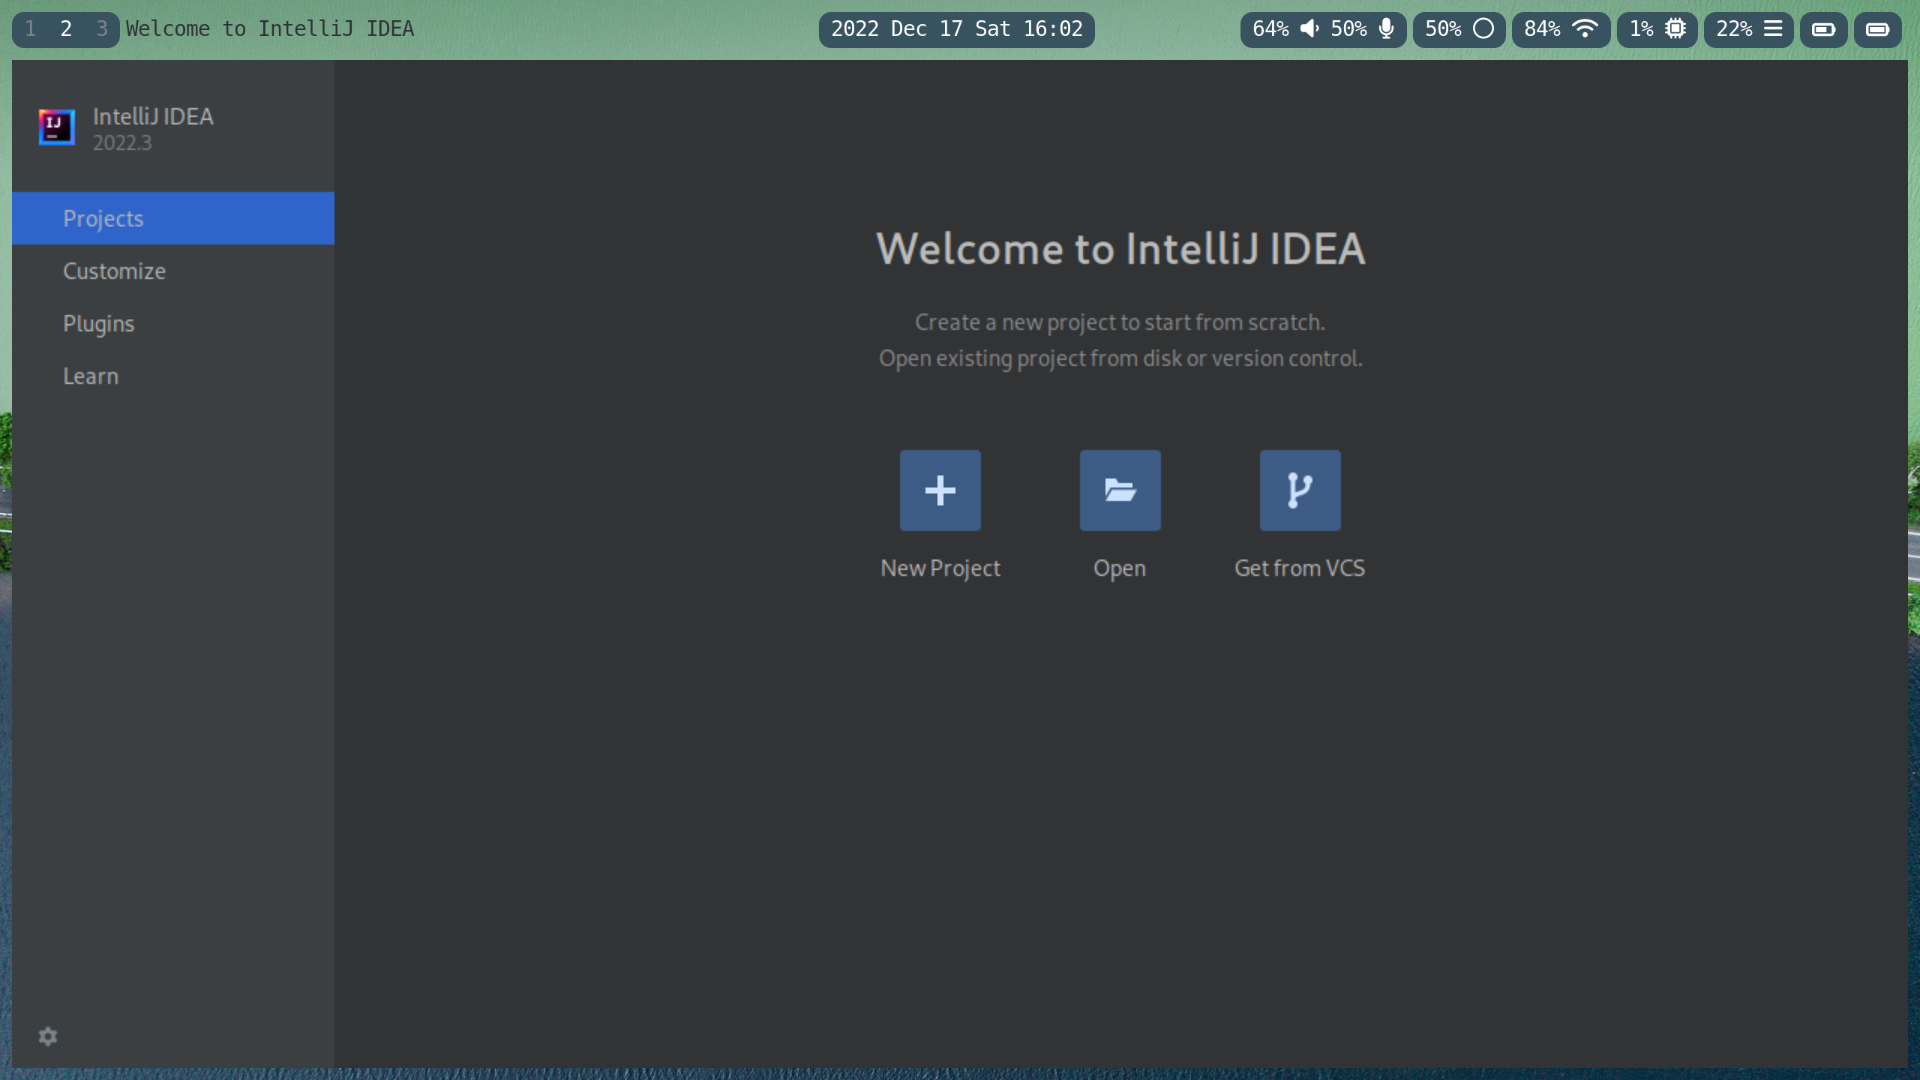 1 2 3 Welcome to IntelliJ IDEA
2022 Dec 17 Sat 16:02
64% 50% 50% 84% 1% 22%
IJ
IntelliJ IDEA
2022.3
Projects
Customize
Plugins
Learn
Welcome to IntelliJ IDEA
Create a new project to start from scratch.
Open existing project from disk or version control.
New Project
Open
Get from VCS